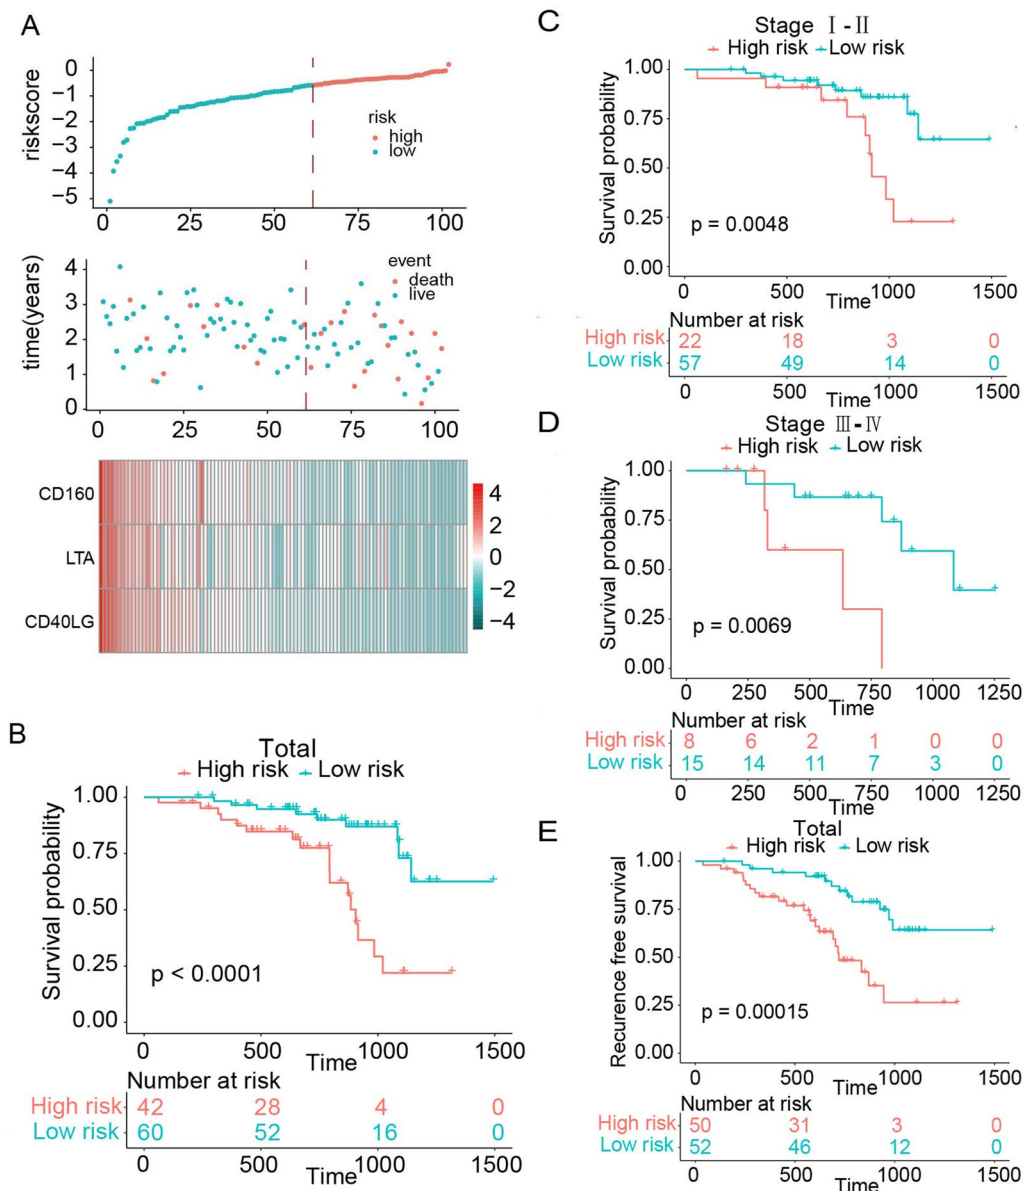 A
riskscore
0
−1
−2
−3
−4
−5
risk
high
low
0 25 50 75 100
time(years)
4
3
2
1
0
event
death
live
0 25 50 75 100
CD160
LTA
CD40LG
4
2
0
−2
−4
B
Total
High risk Low risk
Survival probability
1.00
0.75
0.50
0.25
0.00
p < 0.0001
0 500 1000 1500
Time
Number at risk
High risk 42 28 4 0
Low risk 60 52 16 0
0 500 1000 1500
Time
C
Stage Ⅰ-Ⅱ
High risk Low risk
Survival probability
1.00
0.75
0.50
0.25
0.00
p = 0.0048
0 500 1000 1500
Time
Number at risk
High risk 22 18 3 0
Low risk 57 49 14 0
0 500 1000 1500
Time
D
Stage Ⅲ-Ⅳ
High risk Low risk
Survival probability
1.00
0.75
0.50
0.25
0.00
p = 0.0069
0 250 500 750 1000 1250
Time
Number at risk
High risk 8 6 2 1 0 0
Low risk 15 14 11 7 3 0
0 250 500 750 1000 1250
Time
E
Total
High risk Low risk
Recurence free survival
1.00
0.75
0.50
0.25
0.00
p = 0.00015
0 500 1000 1500
Time
Number at risk
High risk 50 31 3 0
Low risk 52 46 12 0
0 500 1000 1500
Time